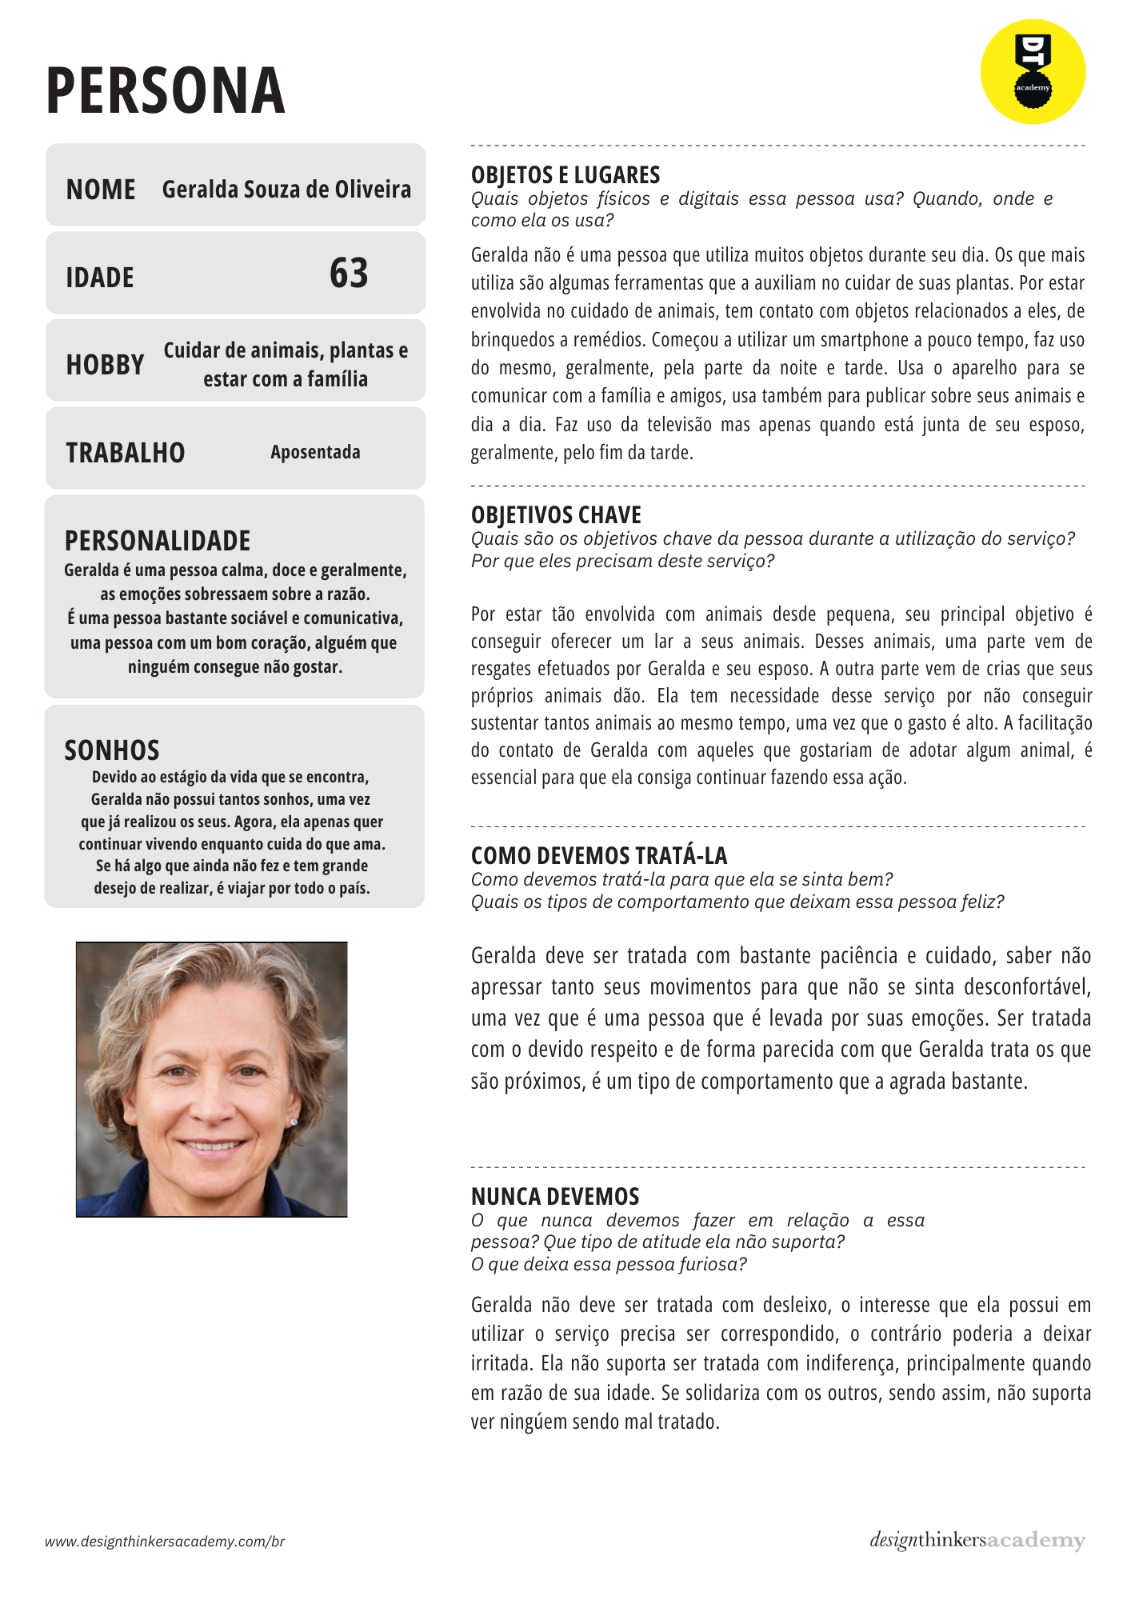 PERSONA
DT
academy
NOME Geralda Souza de Oliveira
IDADE 63
HOBBY Cuidar de animais, plantas e
estar com a família
TRABALHO Aposentada
PERSONALIDADE
Geralda é uma pessoa calma, doce e geralmente,
as emoções sobressaem sobre a razão.
É uma pessoa bastante sociável e comunicativa,
uma pessoa com um bom coração, alguém que
ninguém consegue não gostar.
SONHOS
Devido ao estágio da vida que se encontra,
Geralda não possui tantos sonhos, uma vez
que já realizou os seus. Agora, ela apenas quer
continuar vivendo enquanto cuida do que ama.
Se há algo que ainda não fez e tem grande
desejo de realizar, é viajar por todo o país.
OBJETOS E LUGARES
Quais objetos físicos e digitais essa pessoa usa? Quando, onde e
como ela os usa?
Geralda não é uma pessoa que utiliza muitos objetos durante seu dia. Os que mais
utiliza são algumas ferramentas que a auxiliam no cuidar de suas plantas. Por estar
envolvida no cuidado de animais, tem contato com objetos relacionados a eles, de
brinquedos a remédios. Começou a utilizar um smartphone a pouco tempo, faz uso
do mesmo, geralmente, pela parte da noite e tarde. Usa o aparelho para se
comunicar com a família e amigos, usa também para publicar sobre seus animais e
dia a dia. Faz uso da televisão mas apenas quando está junta de seu esposo,
geralmente, pelo fim da tarde.
OBJETIVOS CHAVE
Quais são os objetivos chave da pessoa durante a utilização do serviço?
Por que eles precisam deste serviço?
Por estar tão envolvida com animais desde pequena, seu principal objetivo é
conseguir oferecer um lar a seus animais. Desses animais, uma parte vem de
resgates efetuados por Geralda e seu esposo. A outra parte vem de crias que seus
próprios animais dão. Ela tem necessidade desse serviço por não conseguir
sustentar tantos animais ao mesmo tempo, uma vez que o gasto é alto. A facilitação
do contato de Geralda com aqueles que gostariam de adotar algum animal, é
essencial para que ela consiga continuar fazendo essa ação.
COMO DEVEMOS TRATÁ-LA
Como devemos tratá-la para que ela se sinta bem?
Quais os tipos de comportamento que deixam essa pessoa feliz?
Geralda deve ser tratada com bastante paciência e cuidado, saber não
apressar tanto seus movimentos para que não se sinta desconfortável,
uma vez que é uma pessoa que é levada por suas emoções. Ser tratada
com o devido respeito e de forma parecida com que Geralda trata os que
são próximos, é um tipo de comportamento que a agrada bastante.
NUNCA DEVEMOS
O que nunca devemos fazer em relação a essa
pessoa? Que tipo de atitude ela não suporta?
O que deixa essa pessoa furiosa?
Geralda não deve ser tratada com desleixo, o interesse que ela possui em
utilizar o serviço precisa ser correspondido, o contrário poderia a deixar
irritada. Ela não suporta ser tratada com indiferença, principalmente quando
em razão de sua idade. Se solidariza com os outros, sendo assim, não suporta
ver ningúem sendo mal tratado.
www.designthinkersacademy.com/br
designthinkersacademy